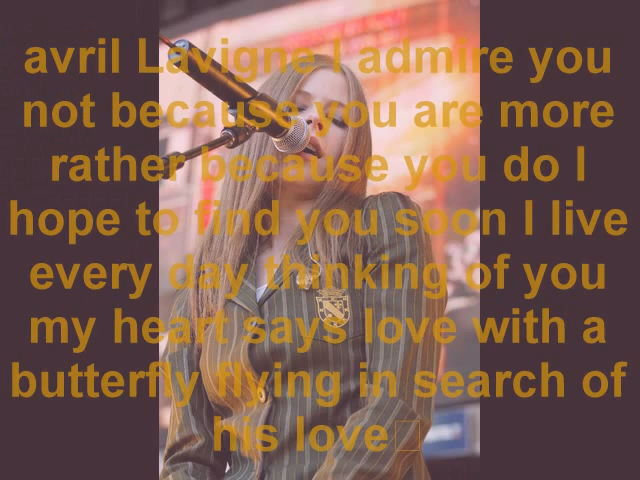 avril Lavigne I admire you
not because you are more
rather because you do I
hope to find you soon I live
every day thinking of you
my heart says love with a
butterfly flying in search of
his love